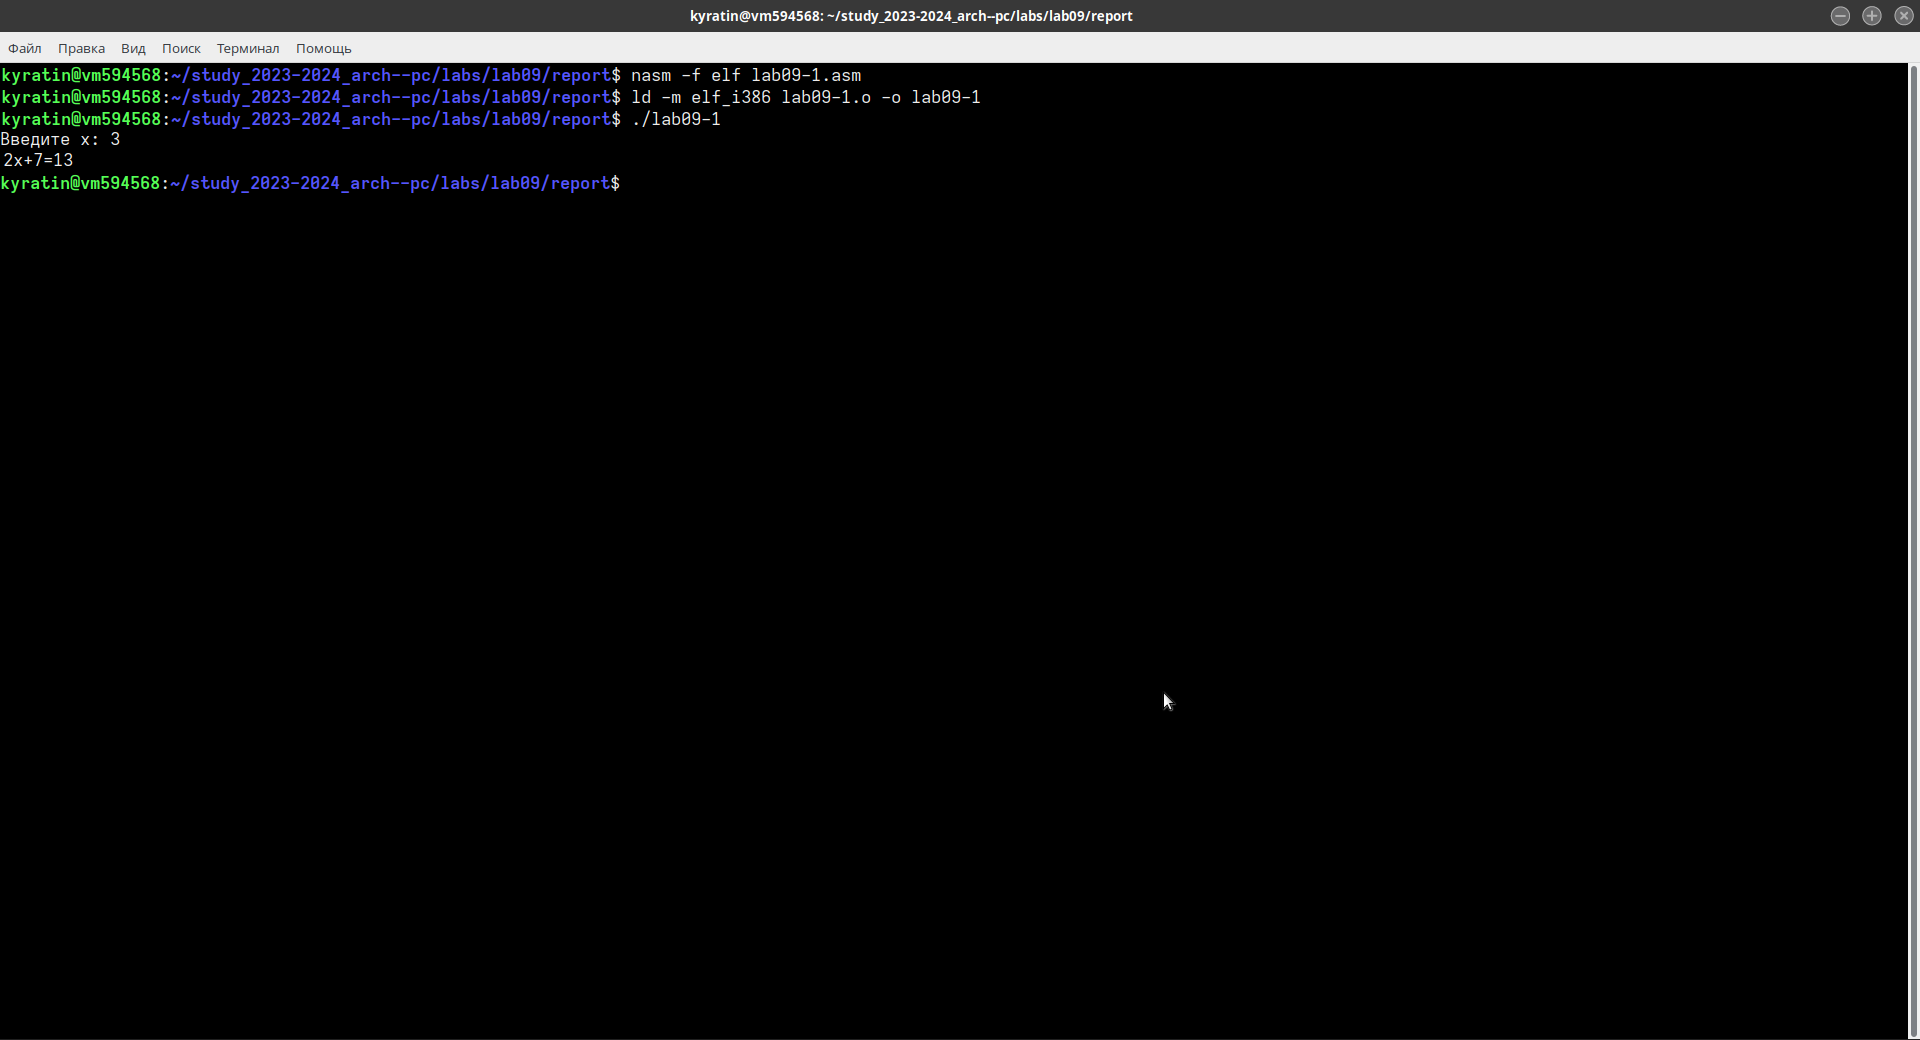 kyratin@vm594568: ~/study_2023-2024_arch--pc/labs/lab09/report
Файл Правка Вид Поиск Терминал Помощь
kyratin@vm594568:~/study_2023-2024_arch--pc/labs/lab09/report$ nasm -f elf lab09-1.asm
kyratin@vm594568:~/study_2023-2024_arch--pc/labs/lab09/report$ ld -m elf_i386 lab09-1.o -o lab09-1
kyratin@vm594568:~/study_2023-2024_arch--pc/labs/lab09/report$ ./lab09-1
Введите x: 3
2x+7=13
kyratin@vm594568:~/study_2023-2024_arch--pc/labs/lab09/report$